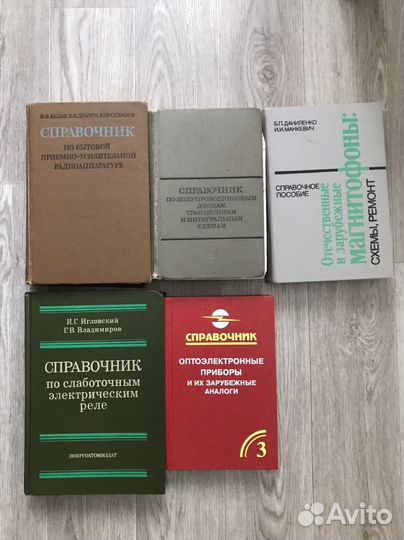 И.Ф.БЕЛОВ, Е.В.ДРЫЗГО, Ю.И.СУХАНОВ
СПРАВОЧНИК
ПО БЫТОВОЙ
ПРИЕМНО-УСИЛИТЕЛЬНОЙ
РАДИОАППАРАТУРЕ
СПРАВОЧНИК
ПО ПОЛУПРОВОДНИКОВЫМ
ДИОДАМ,
ТРАНЗИСТОРАМ
И ИНТЕГРАЛЬНЫМ
СХЕМАМ
Б.П. ДАНИЛЕНКО
И.И. МАНКЕВИЧ
СПРАВОЧНОЕ
ПОСОБИЕ
Отечественные
и зарубежные
магнитофоны:
СХЕМЫ, РЕМОНТ
И.Г. Игловский
Г.В. Владимиров
СПРАВОЧНИК
по слаботочным
электрическим
реле
ЭНЕРГОАТОМИЗДАТ
СПРАВОЧНИК
ОПТОЭЛЕКТРОННЫЕ
ПРИБОРЫ
И ИХ ЗАРУБЕЖНЫЕ
АНАЛОГИ
3
Avito